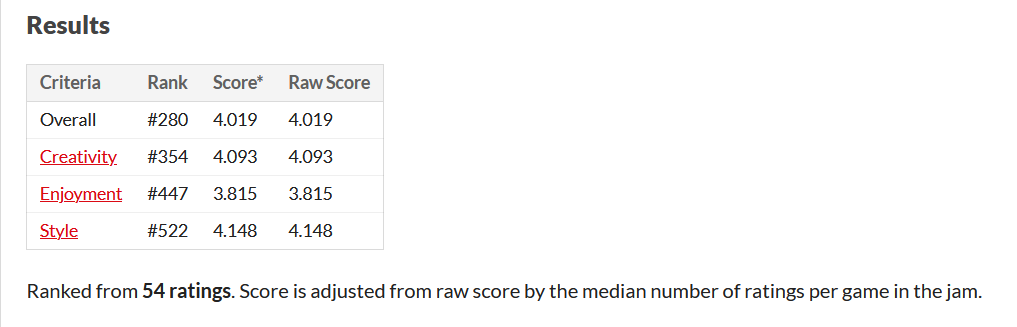 Results
Criteria Rank Score* Raw Score
Overall #280 4.019 4.019
Creativity #354 4.093 4.093
Enjoyment #447 3.815 3.815
Style #522 4.148 4.148
Ranked from 54 ratings. Score is adjusted from raw score by the median number of ratings per game in the jam.